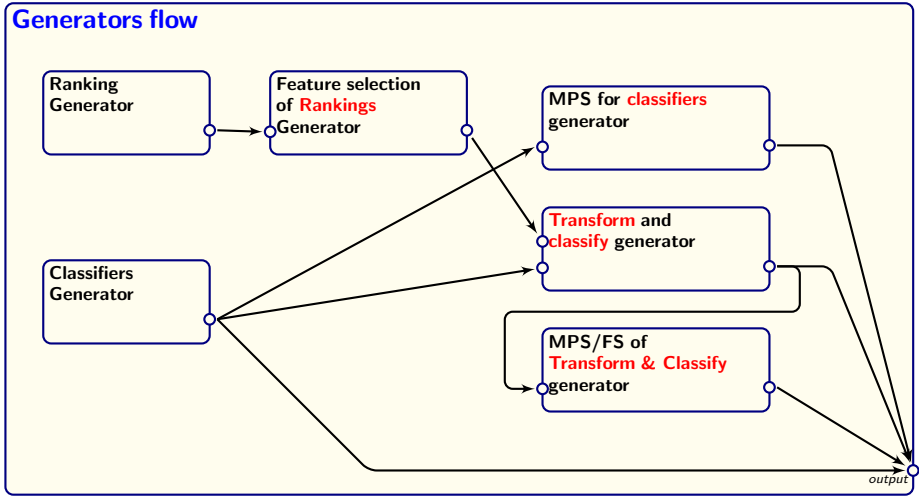 Generators flow
Ranking
Generator
Feature selection
of Rankings
Generator
MPS for classifiers
generator
Transform and
classify generator
Classifiers
Generator
MPS/FS of
Transform & Classify
generator
output